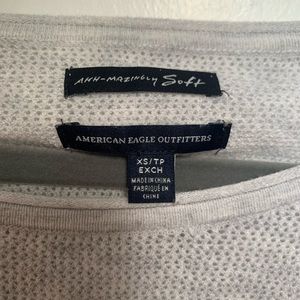 AHH-MAZINGLY Soft
AMERICAN EAGLE OUTFITTERS
XS/TP
EXCH
MADE IN CHINA
FABRIQUÉ EN
CHINE